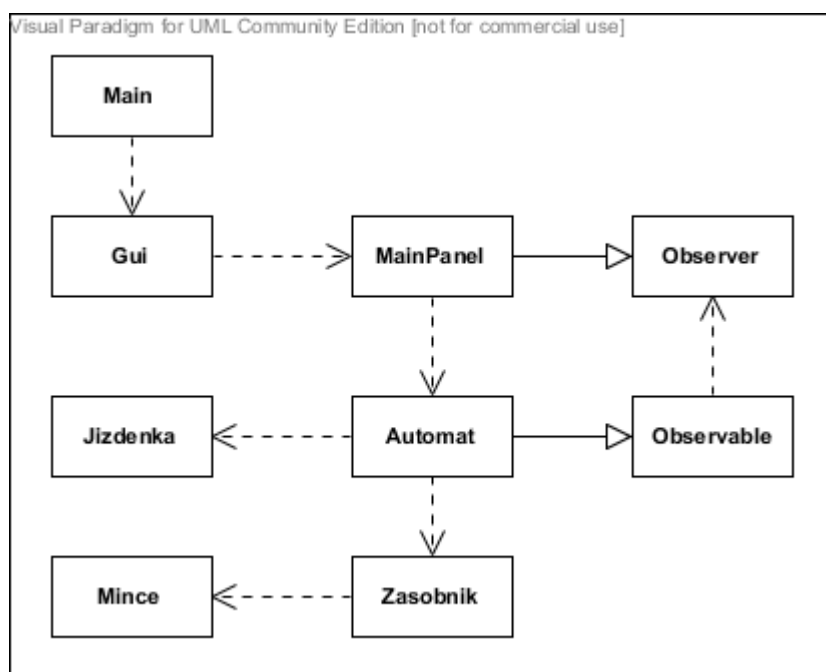 Visual Paradigm for UML Community Edition [not for commercial use]
Main
Gui
MainPanel
Observer
Jizdenka
Automat
Observable
Mince
Zasobnik